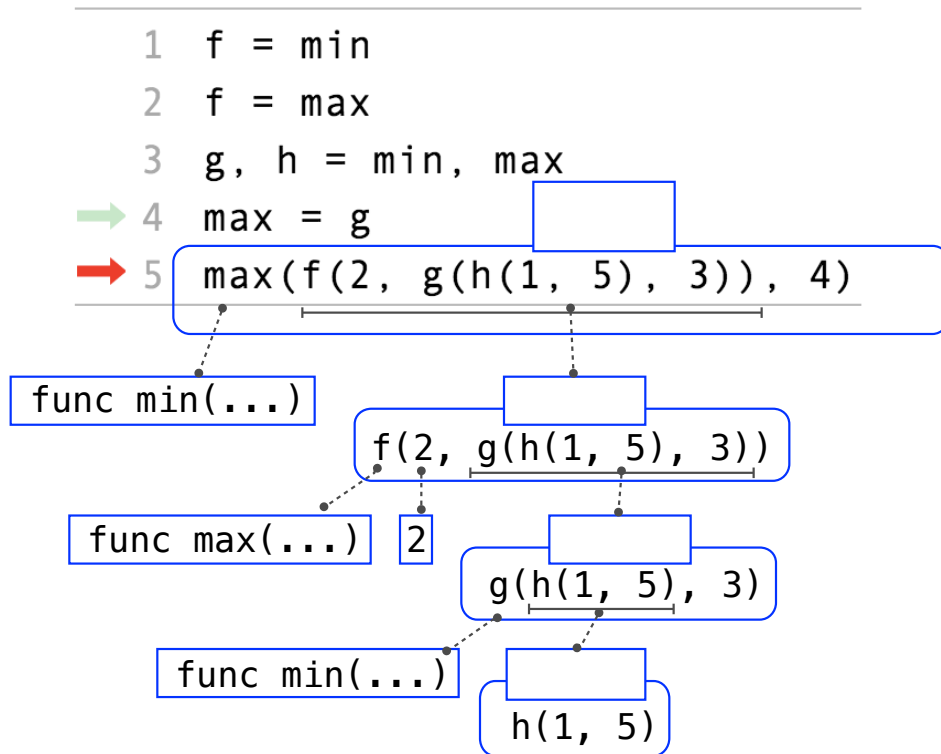 1 f = min
2 f = max
3 g, h = min, max
4 max = g
5 max(f(2, g(h(1, 5), 3)), 4)
func min(...)
f(2, g(h(1, 5), 3))
func max(...)
2
g(h(1, 5), 3)
func min(...)
h(1, 5)